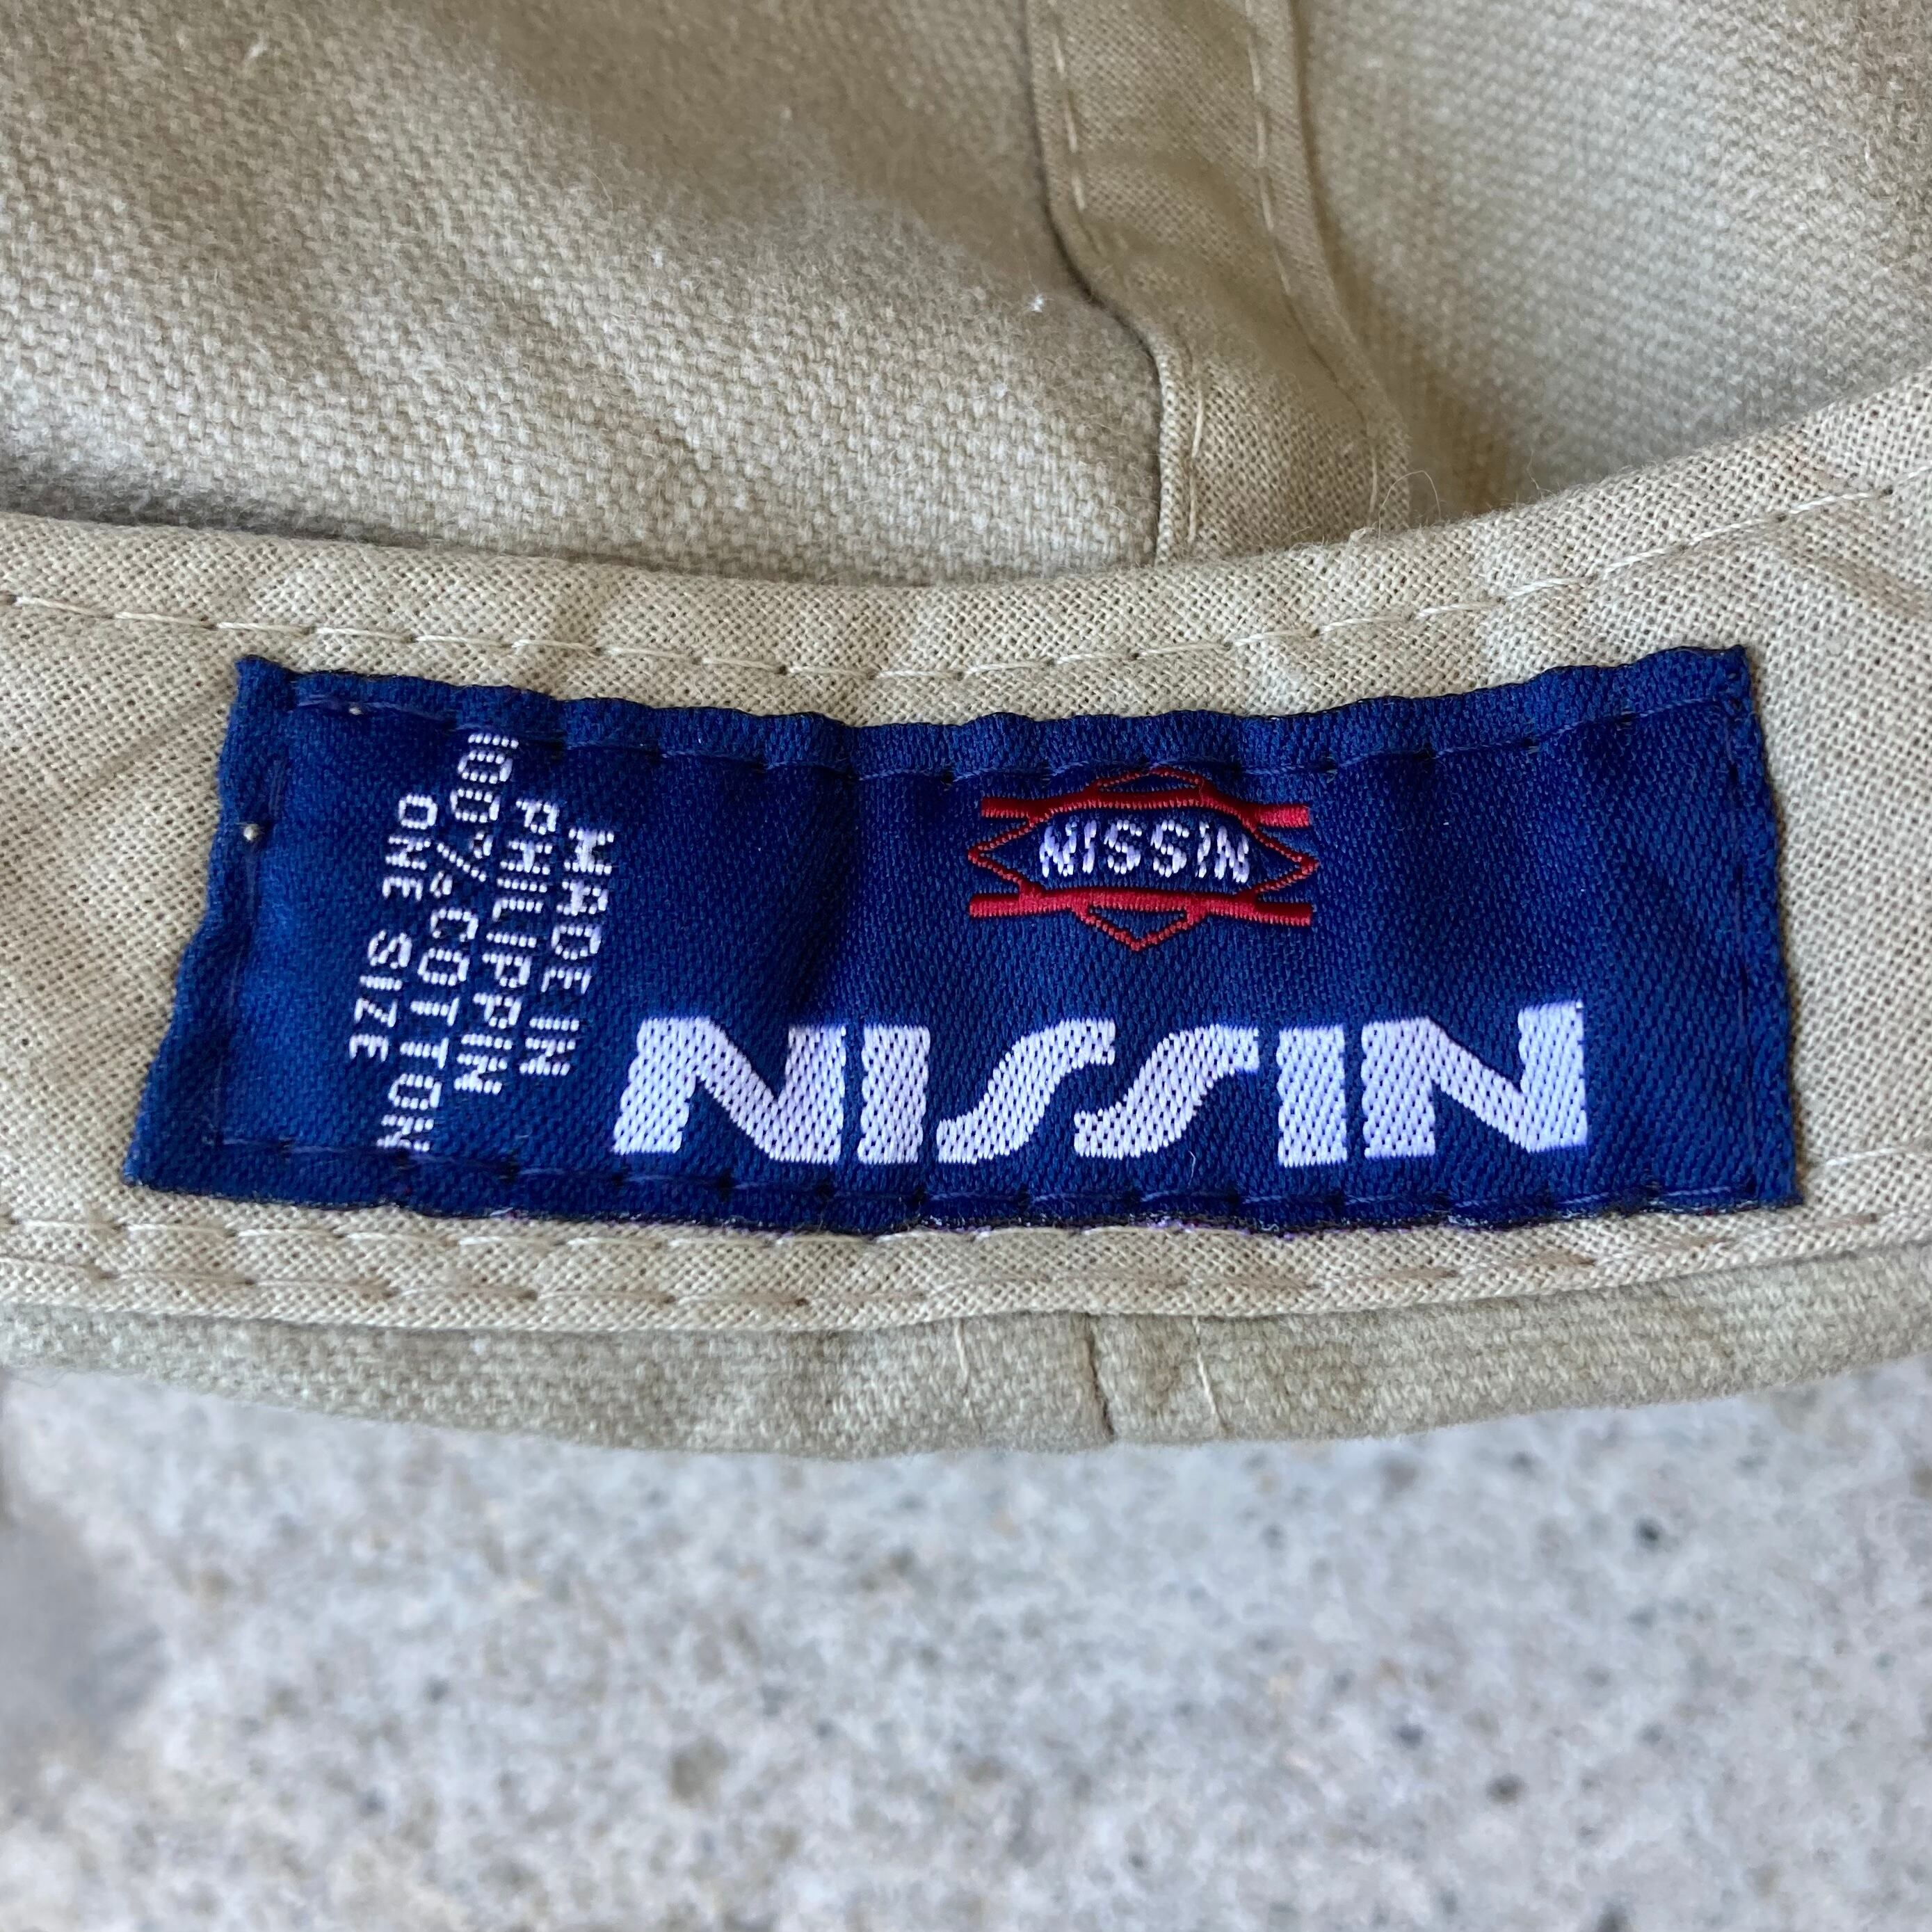 NISSIN
NISSIN
MADE IN
PHILIPPIN
100% COTTON
ONE SIZE